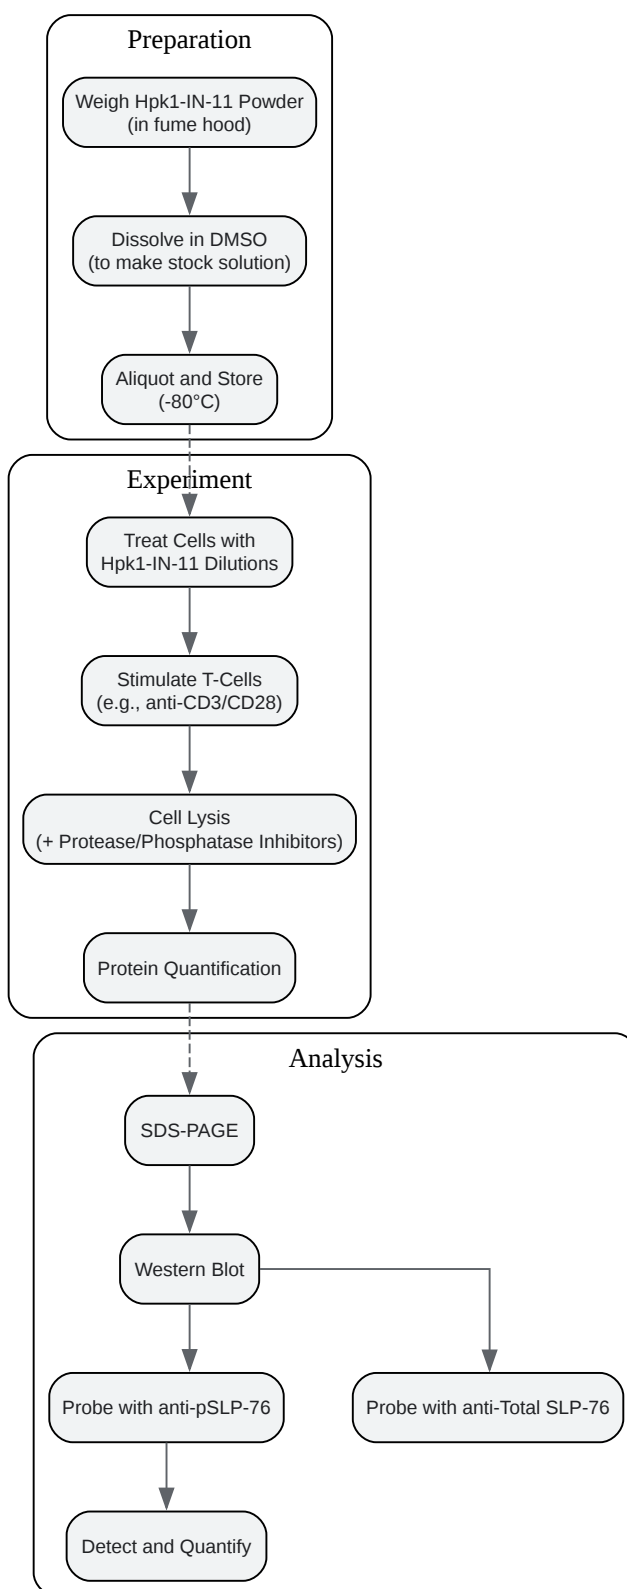 Preparation
Weigh Hpk1-IN-11 Powder
(in fume hood)
Dissolve in DMSO
(to make stock solution)
Aliquot and Store
(-80°C)
Experiment
Treat Cells with
Hpk1-IN-11 Dilutions
Stimulate T-Cells
(e.g., anti-CD3/CD28)
Cell Lysis
(+ Protease/Phosphatase Inhibitors)
Protein Quantification
Analysis
SDS-PAGE
Western Blot
Probe with anti-pSLP-76
Probe with anti-Total SLP-76
Detect and Quantify